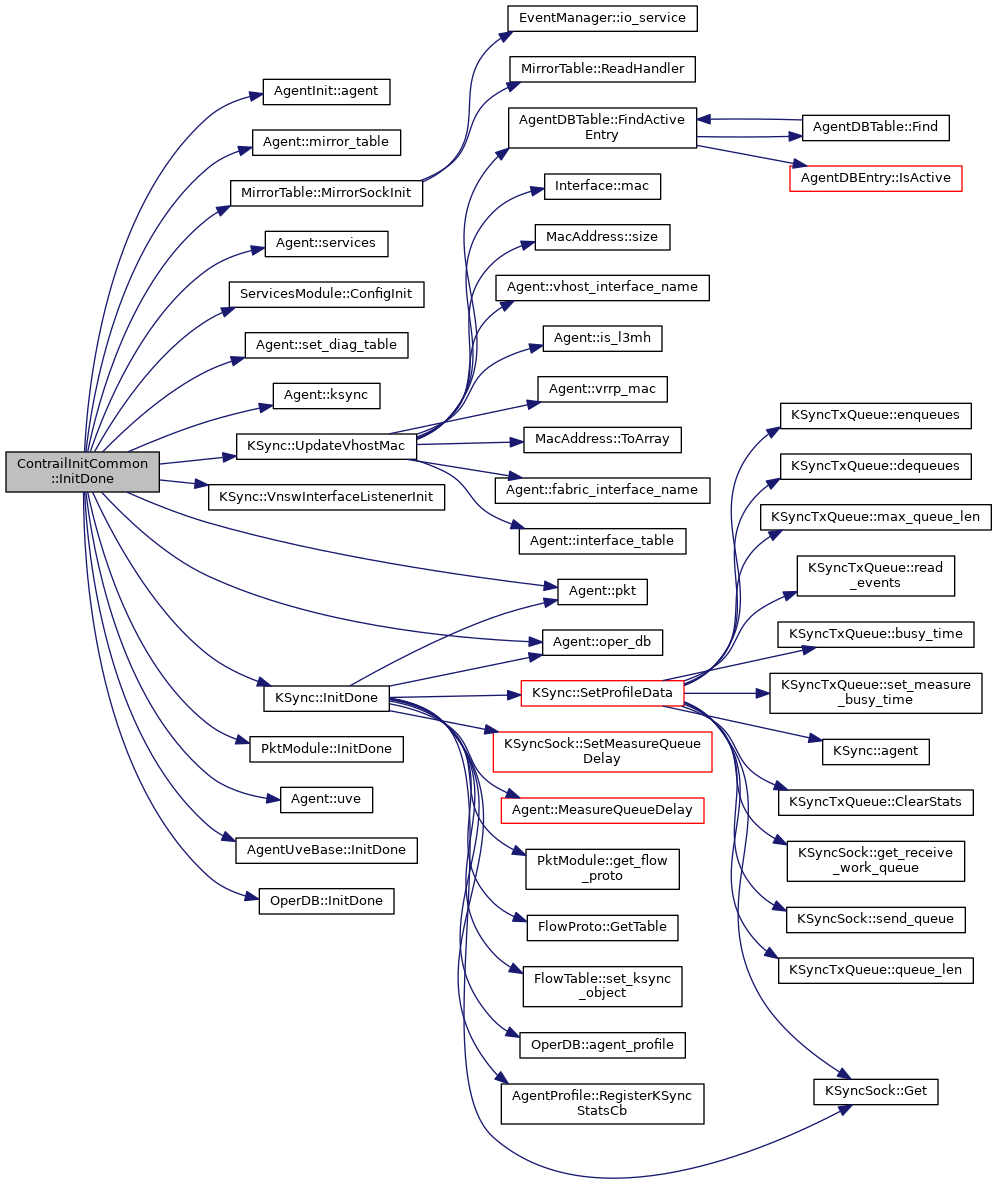 ContrailInitCommon
::InitDone
AgentInit::agent
Agent::mirror_table
MirrorTable::MirrorSockInit
Agent::services
ServicesModule::ConfigInit
Agent::set_diag_table
Agent::ksync
KSync::UpdateVhostMac
KSync::VnswInterfaceListenerInit
KSync::InitDone
PktModule::InitDone
Agent::uve
AgentUveBase::InitDone
OperDB::InitDone
EventManager::io_service
MirrorTable::ReadHandler
AgentDBTable::FindActive
Entry
Interface::mac
MacAddress::size
Agent::vhost_interface_name
Agent::is_l3mh
Agent::vrrp_mac
MacAddress::ToArray
Agent::fabric_interface_name
Agent::interface_table
Agent::pkt
Agent::oper_db
KSync::SetProfileData
KSyncSock::SetMeasureQueue
Delay
Agent::MeasureQueueDelay
PktModule::get_flow
_proto
FlowProto::GetTable
FlowTable::set_ksync
_object
OperDB::agent_profile
AgentProfile::RegisterKSync
StatsCb
AgentDBTable::Find
AgentDBEntry::IsActive
KSyncTxQueue::enqueues
KSyncTxQueue::dequeues
KSyncTxQueue::max_queue_len
KSyncTxQueue::read
_events
KSyncTxQueue::busy_time
KSyncTxQueue::set_measure
_busy_time
KSync::agent
KSyncTxQueue::ClearStats
KSyncSock::get_receive
_work_queue
KSyncSock::send_queue
KSyncTxQueue::queue_len
KSyncSock::Get